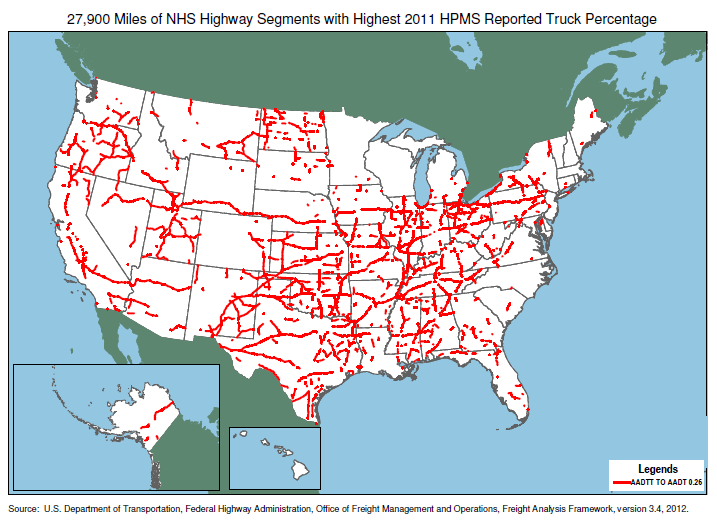 27,900 Miles of NHS Highway Segments with Highest 2011 HPMS Reported Truck Percentage
Legends
AADTT TO AADT 0.26
Source: U.S. Department of Transportation, Federal Highway Administration, Office of Freight Management and Operations, Freight Analysis Framework, version 3.4, 2012.